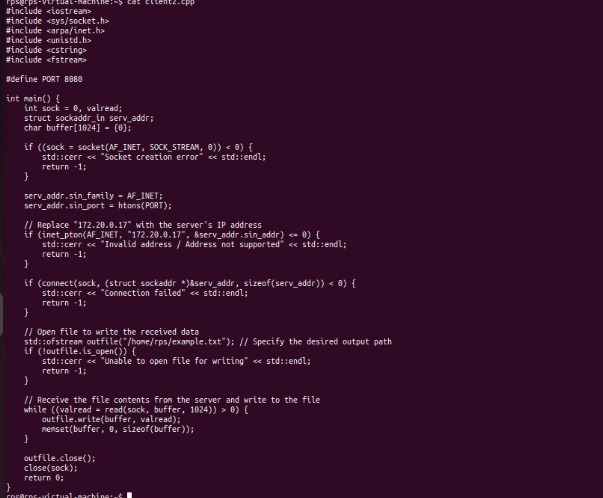 rps@rps-virtual-machine:~$ cat client2.cpp
#include <iostream>
#include <sys/socket.h>
#include <arpa/inet.h>
#include <unistd.h>
#include <cstring>
#include <fstream>

#define PORT 8080

int main() {
    int sock = 0, valread;
    struct sockaddr_in serv_addr;
    char buffer[1024] = {0};

    if ((sock = socket(AF_INET, SOCK_STREAM, 0)) < 0) {
        std::cerr << "Socket creation error" << std::endl;
        return -1;
    }

    serv_addr.sin_family = AF_INET;
    serv_addr.sin_port = htons(PORT);

    // Replace "172.20.0.17" with the server's IP address
    if (inet_pton(AF_INET, "172.20.0.17", &serv_addr.sin_addr) <= 0) {
        std::cerr << "Invalid address / Address not supported" << std::endl;
        return -1;
    }

    if (connect(sock, (struct sockaddr *)&serv_addr, sizeof(serv_addr)) < 0) {
        std::cerr << "Connection failed" << std::endl;
        return -1;
    }

    // Open file to write the received data
    std::ofstream outfile("/home/rps/example.txt"); // Specify the desired output path
    if (!outfile.is_open()) {
        std::cerr << "Unable to open file for writing" << std::endl;
        return -1;
    }

    // Receive the file contents from the server and write to the file
    while ((valread = read(sock, buffer, 1024)) > 0) {
        outfile.write(buffer, valread);
        memset(buffer, 0, sizeof(buffer));
    }

    outfile.close();
    close(sock);
    return 0;
}
rps@rps-virtual-machine:~$